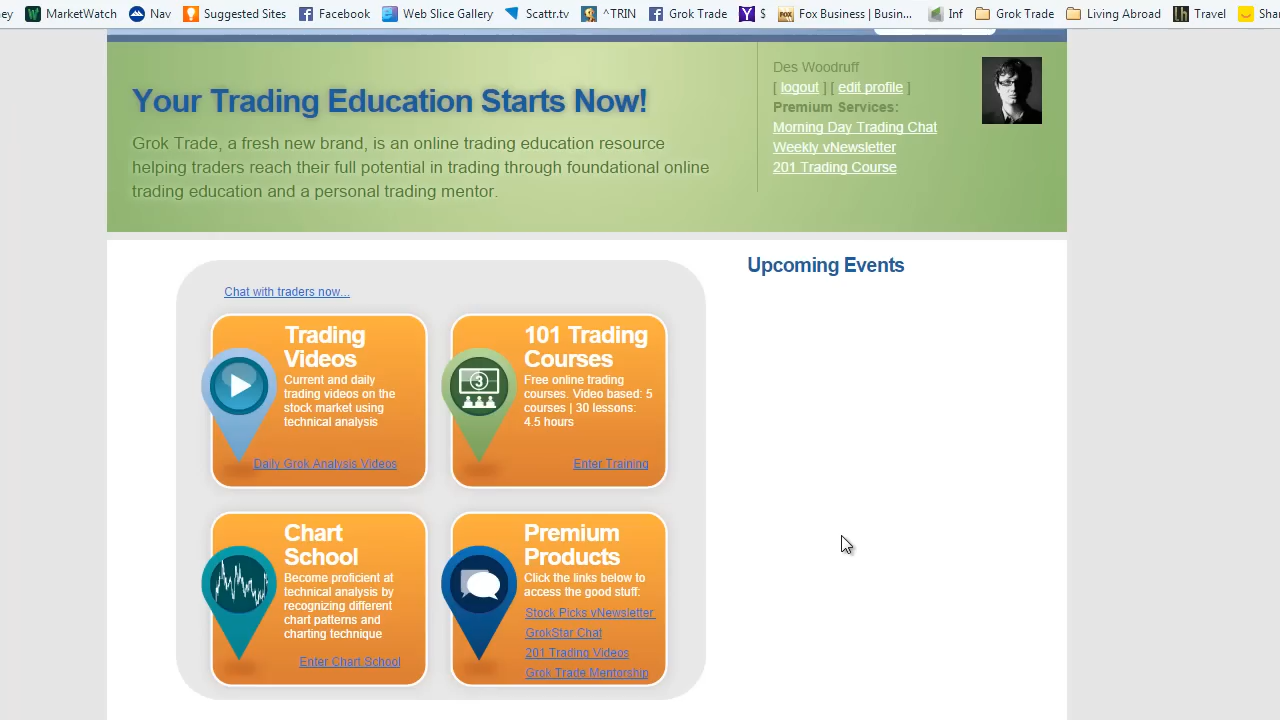 ey MarketWatch Nav Suggested Sites Facebook Web Slice Gallery Scattr.tv ^TRIN Grok Trade $ Fox Business | Busin... Inf Grok Trade Living Abroad Travel Shar
Your Trading Education Starts Now!
Grok Trade, a fresh new brand, is an online trading education resource
helping traders reach their full potential in trading through foundational online
trading education and a personal trading mentor.
Des Woodruff
[ logout ] [ edit profile ]
Premium Services:
Morning Day Trading Chat
Weekly vNewsletter
201 Trading Course
Chat with traders now...
Trading
Videos
Current and daily
trading videos on the
stock market using
technical analysis
Daily Grok Analysis Videos
101 Trading
Courses
3
Free online trading
courses. Video based: 5
courses | 30 lessons:
4.5 hours
Enter Training
Chart
School
Become proficient at
technical analysis by
recognizing different
chart patterns and
charting technique
Enter Chart School
Premium
Products
Click the links below to
access the good stuff:
Stock Picks vNewsletter
GrokStar Chat
201 Trading Videos
Grok Trade Mentorship
Upcoming Events